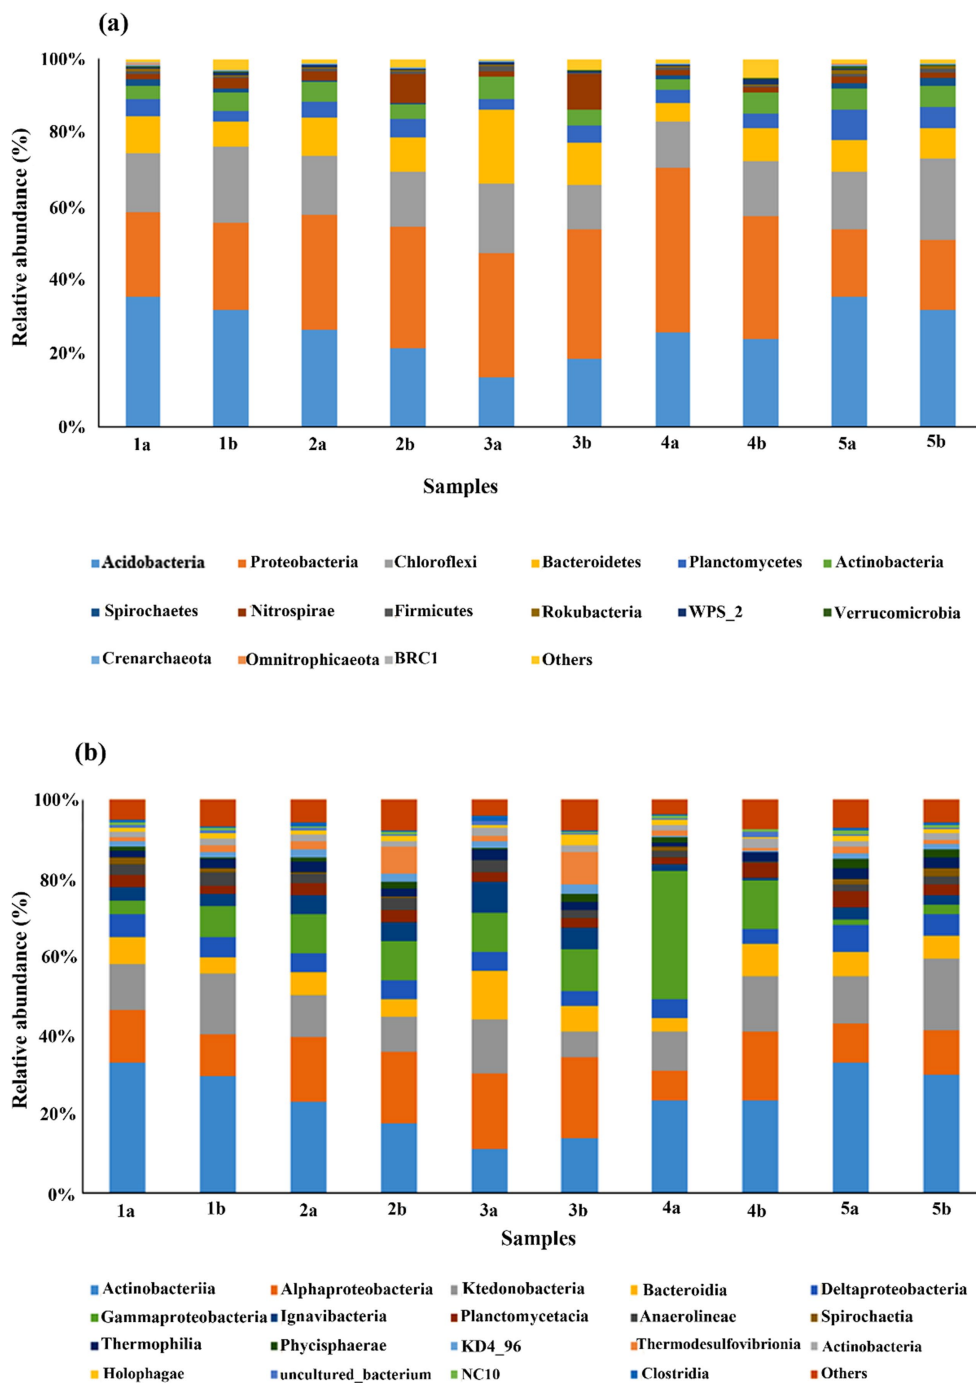 (a)
100%
80%
60%
40%
20%
0%
Relative abundance (%)
1a 1b 2a 2b 3a 3b 4a 4b 5a 5b
Samples
Acidobacteria Proteobacteria Chloroflexi Bacteroidetes Planctomycetes Actinobacteria
Spirochaetes Nitrospirae Firmicutes Rokubacteria WPS_2 Verrucomicrobia
Crenarchaeota Omnitrophicaeota BRC1 Others
(b)
100%
80%
60%
40%
20%
0%
Relative abundance (%)
1a 1b 2a 2b 3a 3b 4a 4b 5a 5b
Samples
Actinobacteriia Alphaproteobacteria Ktedonobacteria Bacteroidia Deltaproteobacteria
Gammaproteobacteria Ignavibacteria Planctomycetacia Anaerolineae Spirochaetia
Thermophilia Phycisphaerae KD4_96 Thermodesulfovibrionia Actinobacteria
Holophagae uncultured_bacterium NC10 Clostridia Others